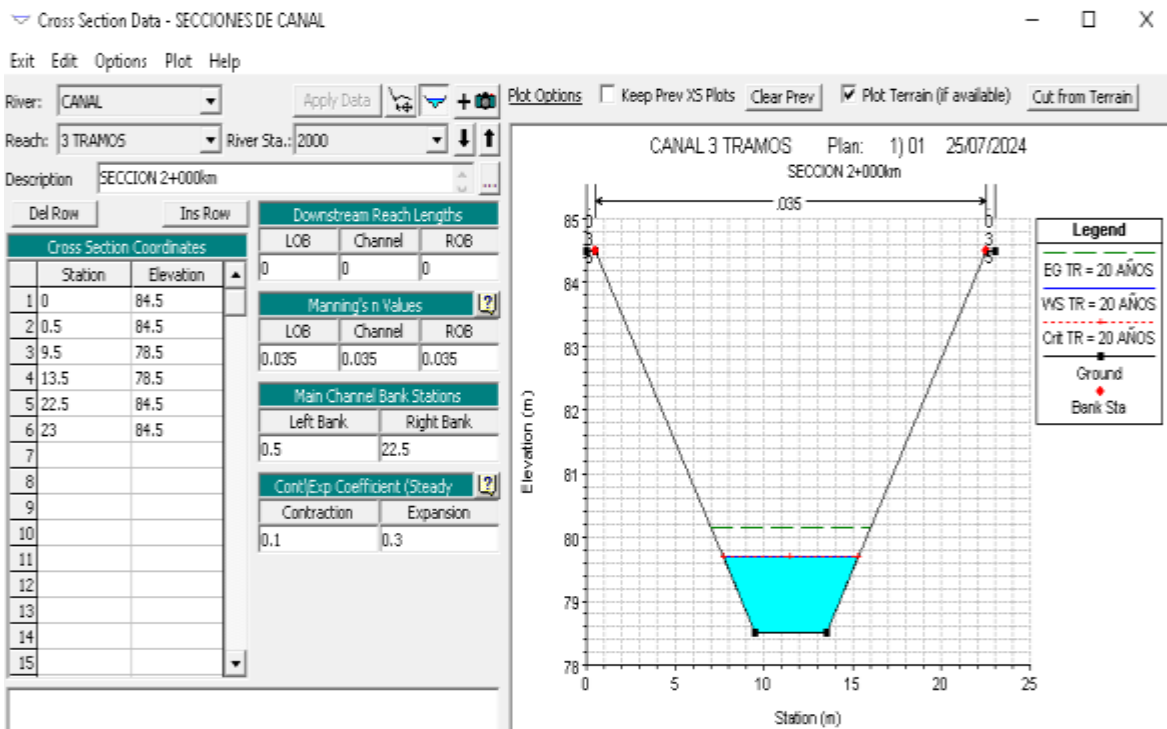 Cross Section Data - SECCIONES DE CANAL
Exit Edit Options Plot Help
River: CANAL Apply Data
Reach: 3 TRAMOS River Sta.: 2000
Description SECCION 2+000km ...
Del Row Ins Row
Cross Section Coordinates
Station Elevation
1 0 84.5
2 0.5 84.5
3 9.5 78.5
4 13.5 78.5
5 22.5 84.5
6 23 84.5
7
8
9
10
11
12
13
14
15
Downstream Reach Lengths
LOB Channel ROB
0 0 0
Manning's n Values
LOB Channel ROB
0.035 0.035 0.035
Main Channel Bank Stations
Left Bank Right Bank
0.5 22.5
Cont\Exp Coefficient (Steady
Contraction Expansion
0.1 0.3
Plot Options Keep Prev XS Plots Clear Prev Plot Terrain (if available) Cut from Terrain
CANAL 3 TRAMOS Plan: 1) 01 25/07/2024
SECCION 2+000km
.035
85
84
83
82
81
80
79
78
Elevation (m)
0 5 10 15 20 25
Station (m)
Legend
EG TR = 20 AÑOS
WS TR = 20 AÑOS
Crit TR = 20 AÑOS
Ground
Bank Sta